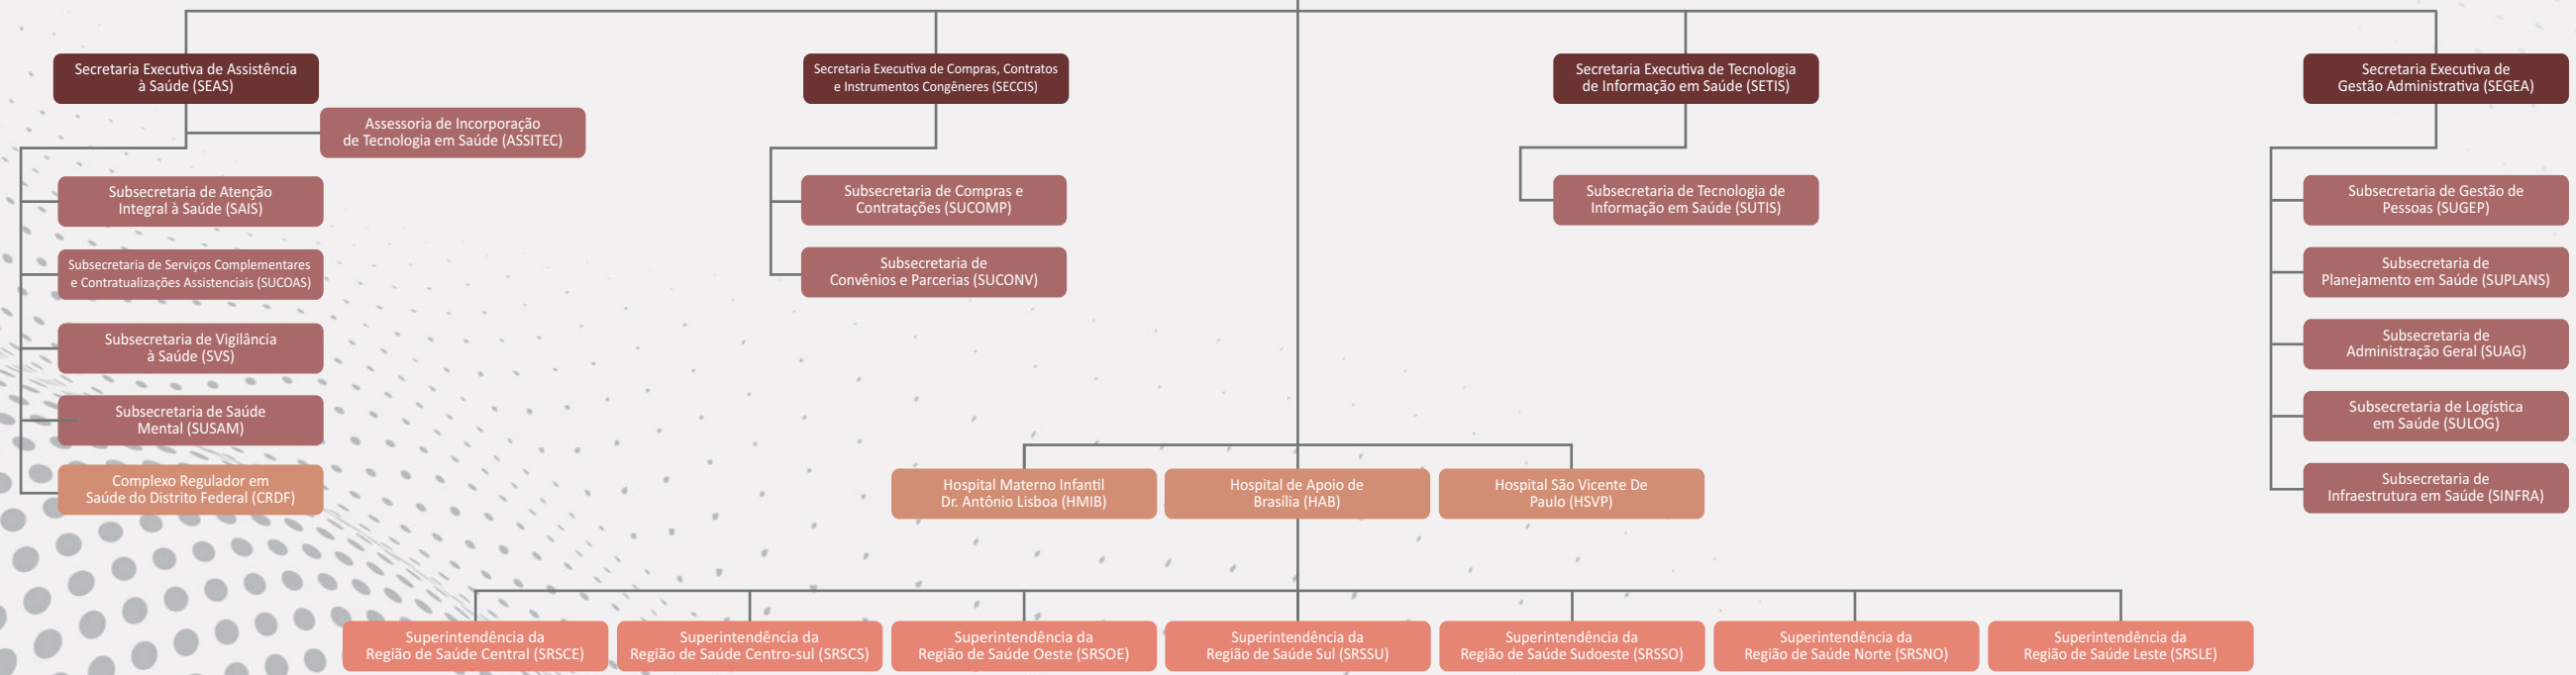 Secretaria Executiva de Assistência
à Saúde (SEAS)
Secretaria Executiva de Compras, Contratos
e Instrumentos Congêneres (SECCIS)
Secretaria Executiva de Tecnologia
de Informação em Saúde (SETIS)
Secretaria Executiva de
Gestão Administrativa (SEGEA)
Assessoria de Incorporação
de Tecnologia em Saúde (ASSITEC)
Subsecretaria de Atenção
Integral à Saúde (SAIS)
Subsecretaria de Serviços Complementares
e Contratualizações Assistenciais (SUCOAS)
Subsecretaria de Vigilância
à Saúde (SVS)
Subsecretaria de Saúde
Mental (SUSAM)
Complexo Regulador em
Saúde do Distrito Federal (CRDF)
Subsecretaria de Compras e
Contratações (SUCOMP)
Subsecretaria de
Convênios e Parcerias (SUCONV)
Subsecretaria de Tecnologia de
Informação em Saúde (SUTIS)
Subsecretaria de Gestão de
Pessoas (SUGEP)
Subsecretaria de
Planejamento em Saúde (SUPLANS)
Subsecretaria de
Administração Geral (SUAG)
Subsecretaria de Logística
em Saúde (SULOG)
Subsecretaria de
Infraestrutura em Saúde (SINFRA)
Hospital Materno Infantil
Dr. Antônio Lisboa (HMIB)
Hospital de Apoio de
Brasília (HAB)
Hospital São Vicente De
Paulo (HSVP)
Superintendência da
Região de Saúde Central (SRSCE)
Superintendência da
Região de Saúde Centro-sul (SRSCS)
Superintendência da
Região de Saúde Oeste (SRSOE)
Superintendência da
Região de Saúde Sul (SRSSU)
Superintendência da
Região de Saúde Sudoeste (SRSSO)
Superintendência da
Região de Saúde Norte (SRSNO)
Superintendência da
Região de Saúde Leste (SRSLE)